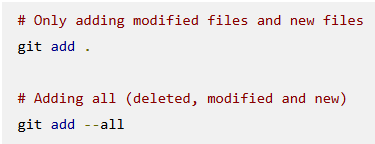 # Only adding modified files and new files
git add .
# Adding all (deleted, modified and new)
git add --all